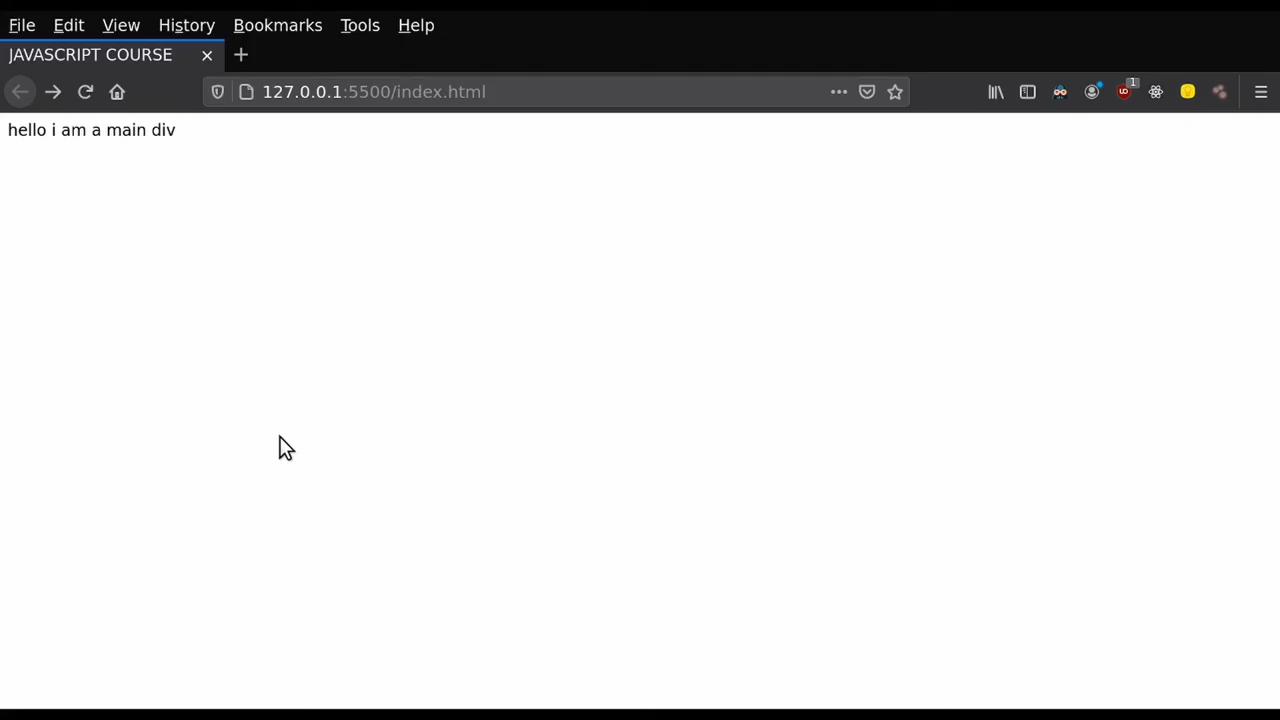 File Edit View History Bookmarks Tools Help
JAVASCRIPT COURSE
127.0.0.1:5500/index.html
1
hello i am a main div